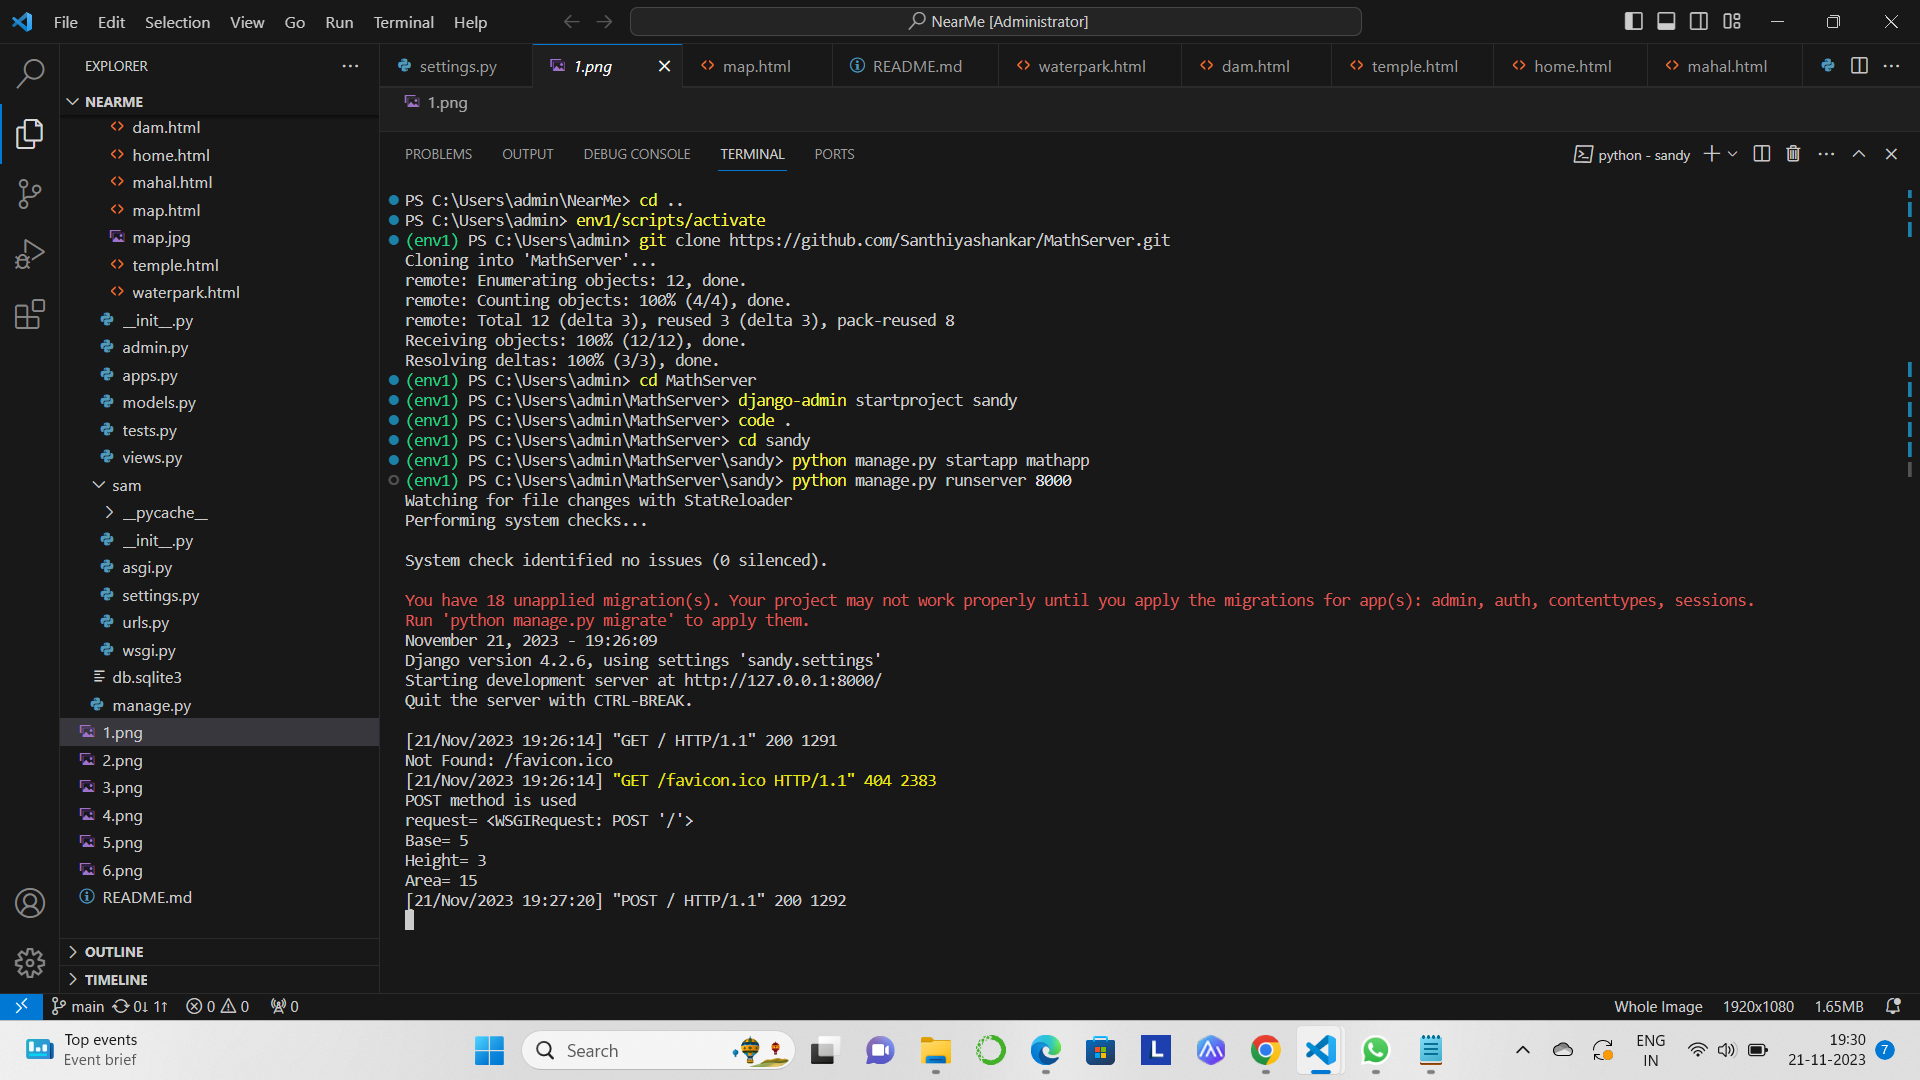 File Edit Selection View Go Run Terminal Help
NearMe [Administrator]
EXPLORER
settings.py
1.png
map.html
README.md
waterpark.html
dam.html
temple.html
home.html
mahal.html
NEARME
dam.html
home.html
mahal.html
map.html
map.jpg
temple.html
waterpark.html
__init__.py
admin.py
apps.py
models.py
tests.py
views.py
sam
__pycache__
__init__.py
asgi.py
settings.py
urls.py
wsgi.py
db.sqlite3
manage.py
1.png
2.png
3.png
4.png
5.png
6.png
README.md
OUTLINE
TIMELINE
1.png
PROBLEMS OUTPUT DEBUG CONSOLE TERMINAL PORTS
python - sandy
PS C:\Users\admin\NearMe> cd ..
PS C:\Users\admin> env1/scripts/activate
(env1) PS C:\Users\admin> git clone https://github.com/Santhiyashankar/MathServer.git
Cloning into 'MathServer'...
remote: Enumerating objects: 12, done.
remote: Counting objects: 100% (4/4), done.
remote: Total 12 (delta 3), reused 3 (delta 3), pack-reused 8
Receiving objects: 100% (12/12), done.
Resolving deltas: 100% (3/3), done.
(env1) PS C:\Users\admin> cd MathServer
(env1) PS C:\Users\admin\MathServer> django-admin startproject sandy
(env1) PS C:\Users\admin\MathServer> code .
(env1) PS C:\Users\admin\MathServer> cd sandy
(env1) PS C:\Users\admin\MathServer\sandy> python manage.py startapp mathapp
(env1) PS C:\Users\admin\MathServer\sandy> python manage.py runserver 8000
Watching for file changes with StatReloader
Performing system checks...
System check identified no issues (0 silenced).
You have 18 unapplied migration(s). Your project may not work properly until you apply the migrations for app(s): admin, auth, contenttypes, sessions.
Run 'python manage.py migrate' to apply them.
November 21, 2023 - 19:26:09
Django version 4.2.6, using settings 'sandy.settings'
Starting development server at http://127.0.0.1:8000/
Quit the server with CTRL-BREAK.
[21/Nov/2023 19:26:14] "GET / HTTP/1.1" 200 1291
Not Found: /favicon.ico
[21/Nov/2023 19:26:14] "GET /favicon.ico HTTP/1.1" 404 2383
POST method is used
request= <WSGIRequest: POST '/'>
Base= 5
Height= 3
Area= 15
[21/Nov/2023 19:27:20] "POST / HTTP/1.1" 200 1292
main 0↓ 1↑ 0 0 0
Whole Image 1920x1080 1.65MB
Top events
Event brief
Search
L
ENG
IN
19:30
21-11-2023
7